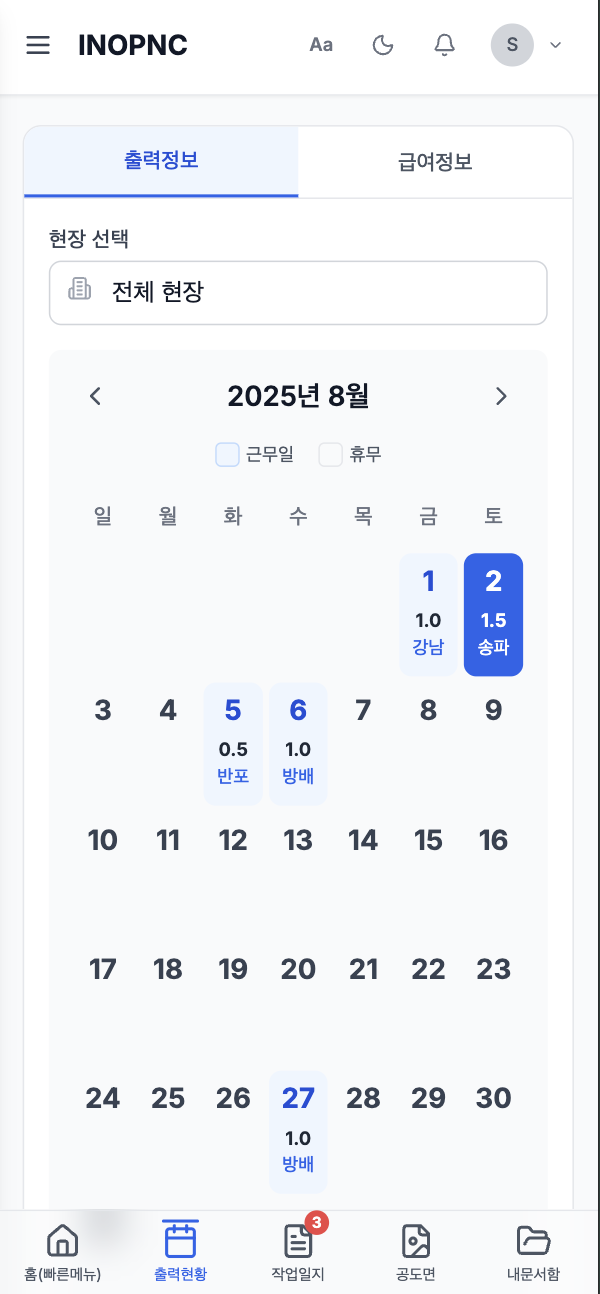 INOPNC Aa S
출력정보 급여정보
현장 선택
전체 현장
2025년 8월
근무일 휴무
일 월 화 수 목 금 토
1 2
1.0 1.5
강남 송파
3 4 5 6 7 8 9
0.5 1.0
반포 방배
10 11 12 13 14 15 16
17 18 19 20 21 22 23
24 25 26 27 28 29 30
1.0
방배
3
홈(빠른메뉴) 출력현황 작업일지 공도면 내문서함